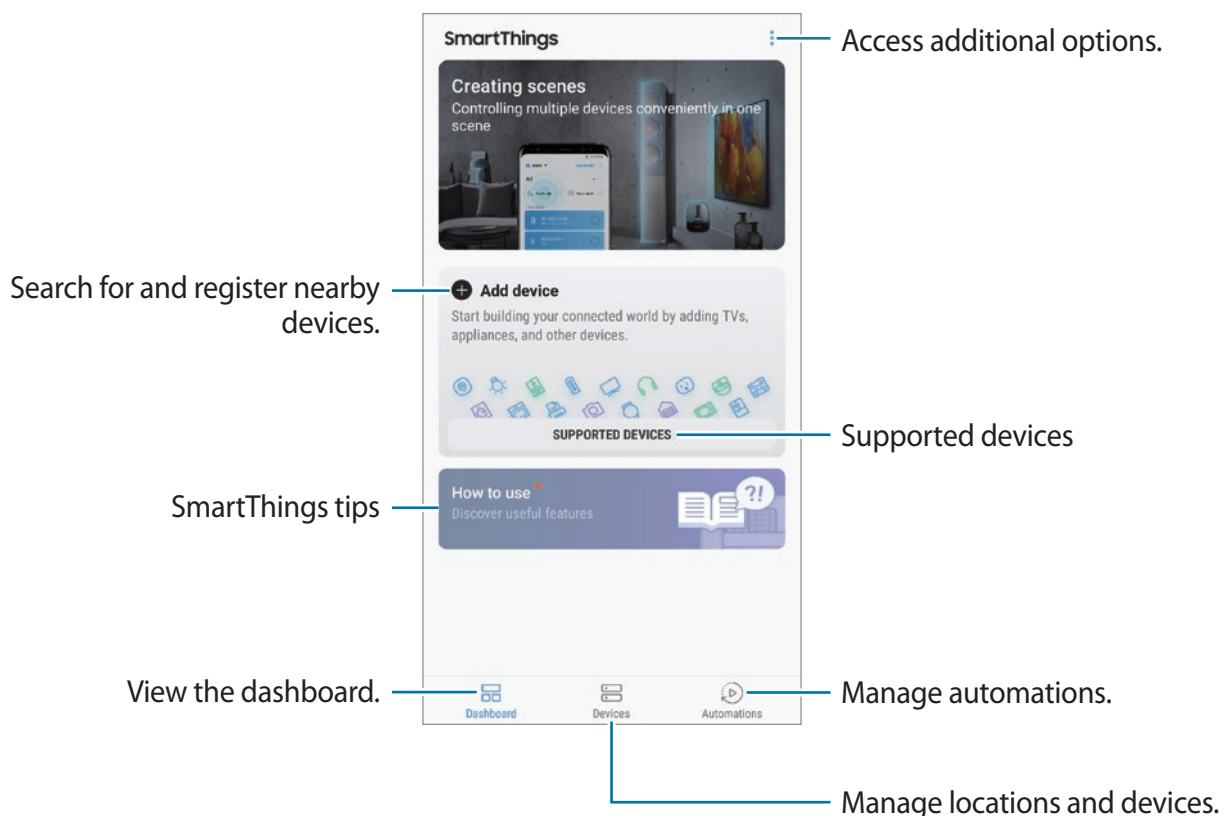 SmartThings
Access additional options.
Creating scenes
Controlling multiple devices conveniently in one
scene
Search for and register nearby
devices.
Add device
Start building your connected world by adding TVs,
appliances, and other devices.
SUPPORTED DEVICES
Supported devices
SmartThings tips
How to use
Discover useful features
?!
View the dashboard.
Dashboard
Devices
Automations
Manage automations.
Manage locations and devices.